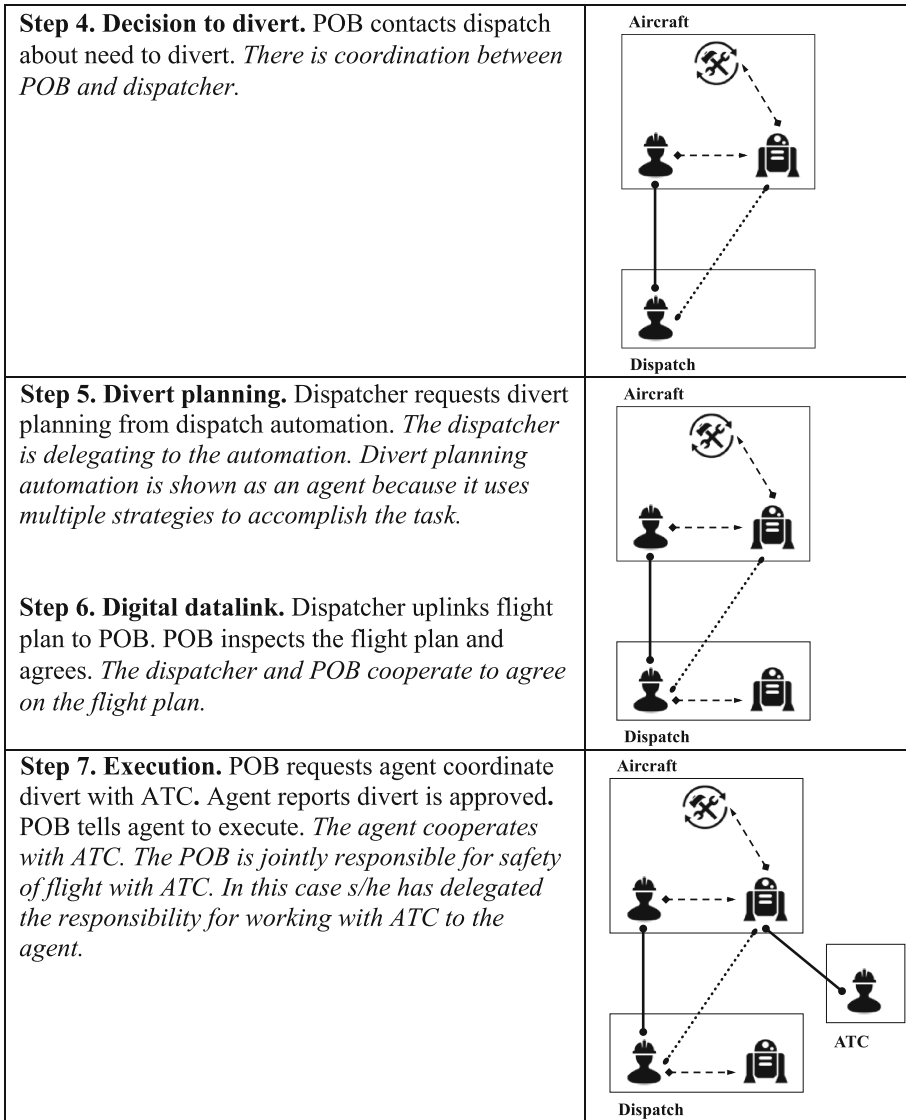 Step 4. Decision to divert. POB contacts dispatch
about need to divert. There is coordination between
POB and dispatcher.
Aircraft
Dispatch
Step 5. Divert planning. Dispatcher requests divert
planning from dispatch automation. The dispatcher
is delegating to the automation. Divert planning
automation is shown as an agent because it uses
multiple strategies to accomplish the task.
Step 6. Digital datalink. Dispatcher uplinks flight
plan to POB. POB inspects the flight plan and
agrees. The dispatcher and POB cooperate to agree
on the flight plan.
Aircraft
Dispatch
Step 7. Execution. POB requests agent coordinate
divert with ATC. Agent reports divert is approved.
POB tells agent to execute. The agent cooperates
with ATC. The POB is jointly responsible for safety
of flight with ATC. In this case s/he has delegated
the responsibility for working with ATC to the
agent.
Aircraft
ATC
Dispatch